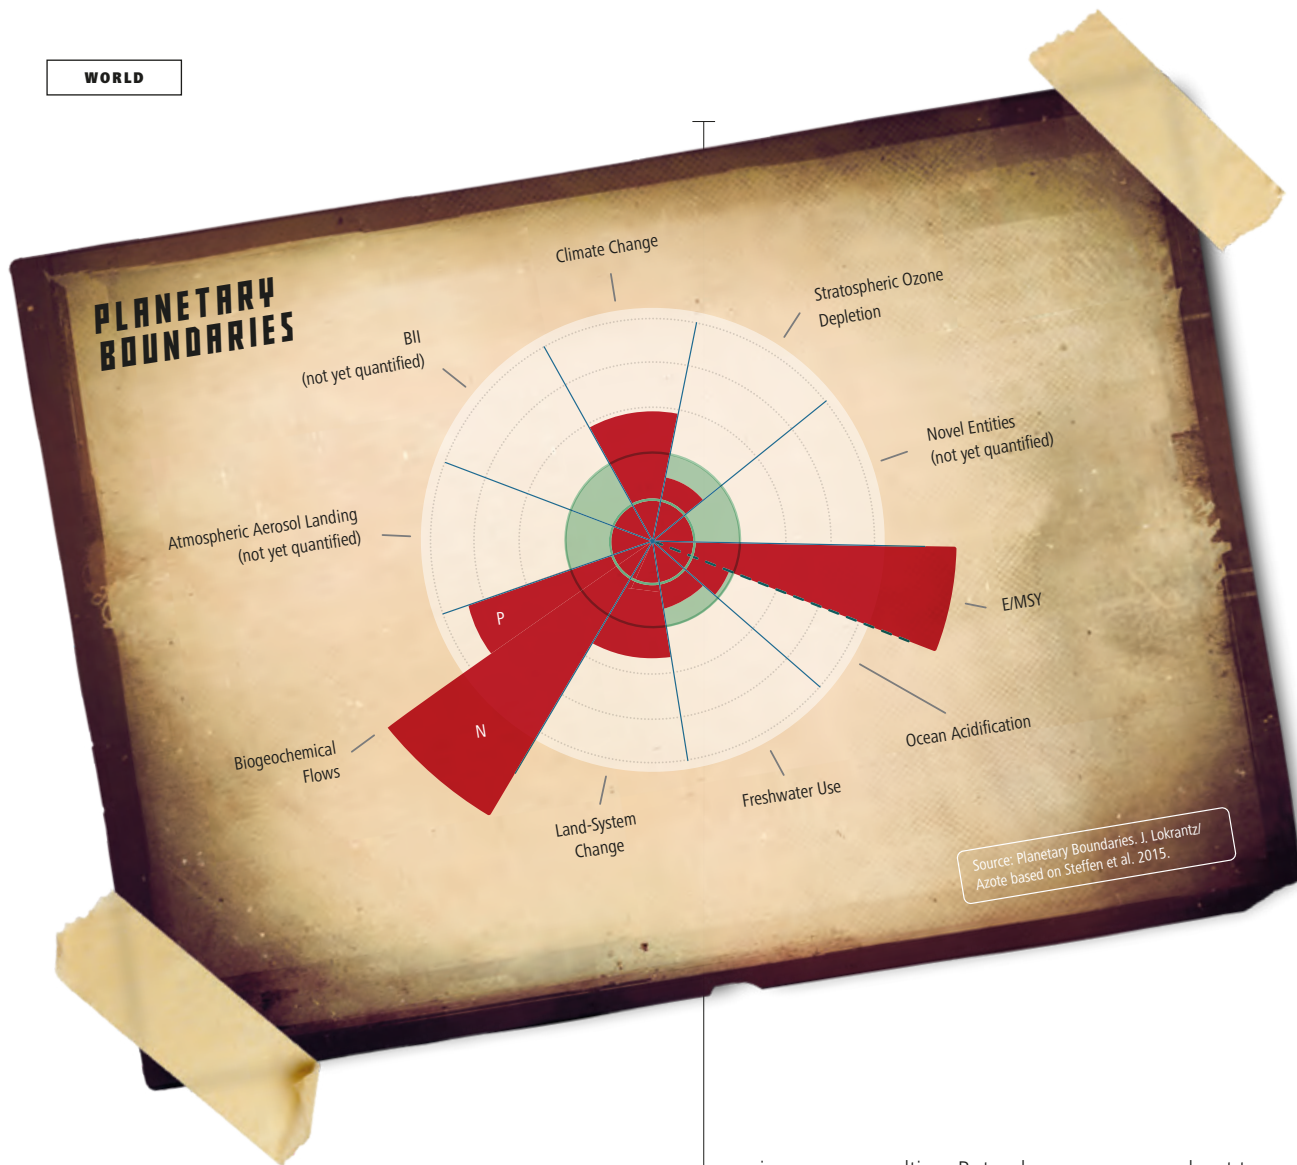 WORLD
PLANETARY
BOUNDARIES
Climate Change
Stratospheric Ozone
Depletion
BII
(not yet quantified)
Novel Entities
(not yet quantified)
Atmospheric Aerosol Landing
(not yet quantified)
E/MSY
P
N
Ocean Acidification
Biogeochemical
Flows
Freshwater Use
Land-System
Change
Source: Planetary Boundaries. J. Lokrantz/
Azote based on Steffen et al. 2015.